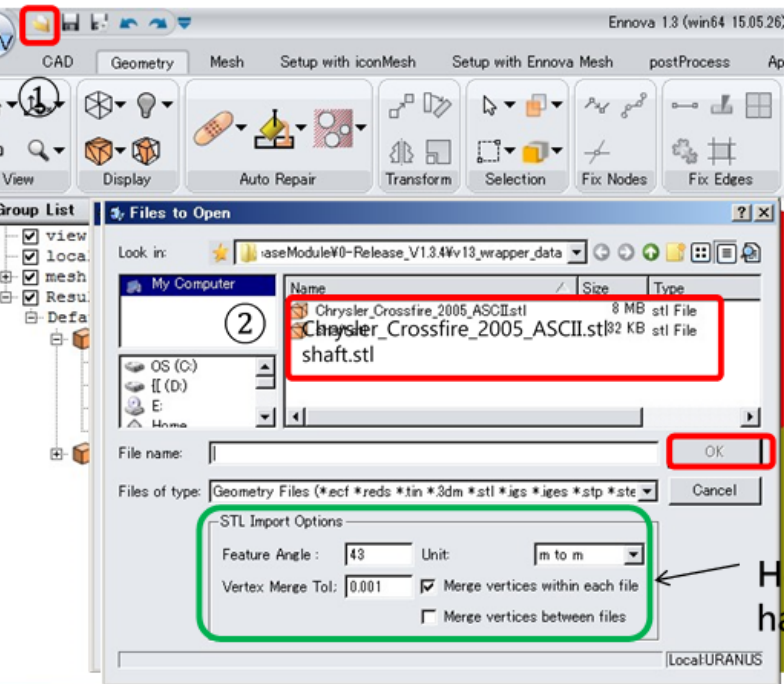 Ennova 1.3 (win64 15.05.26)
CAD Geometry Mesh Setup with iconMesh Setup with Ennova Mesh postProcess
①
View Display Auto Repair Transform Selection Fix Nodes Fix Edges
Group List
view
mesh
Files to Open
Look in: aseModule¥0-Release_V1.3.4¥v13_wrapper_data
My Computer
Name Size Type
②
Chrysler_Crossfire_2005_ASCII.stl 8 MB stl File
32 KB stl File
Chrysler_Crossfire_2005_ASCII.stl
shaft.stl
OS (C:)
(D:)
E:
Home
File name: OK
Files of type: Geometry Files (*.ecf *reds *.tin *.3dm *.stl *.igs *.iges *.stp *.ste Cancel
STL Import Options
Feature Angle : 43 Unit: m to m
Vertex Merge Tol.: 0.001 Merge vertices within each file
Merge vertices between files
Local:URANUS